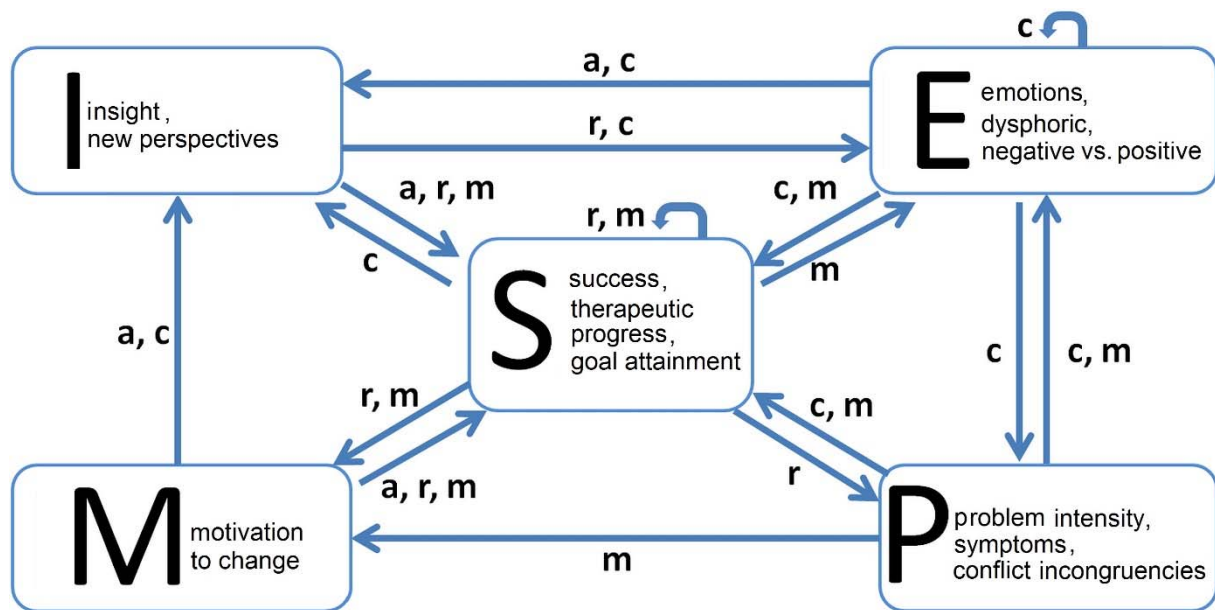 c
a, c
I
insight ,
new perspectives
E
emotions,
dysphoric,
negative vs. positive
r, c
a, r, m
c
r, m
c, m
m
S
success,
therapeutic
progress,
goal attainment
a, c
c
c, m
r, m
a, r, m
c, m
r
M
motivation
to change
m
P
problem intensity,
symptoms,
conflict incongruencies